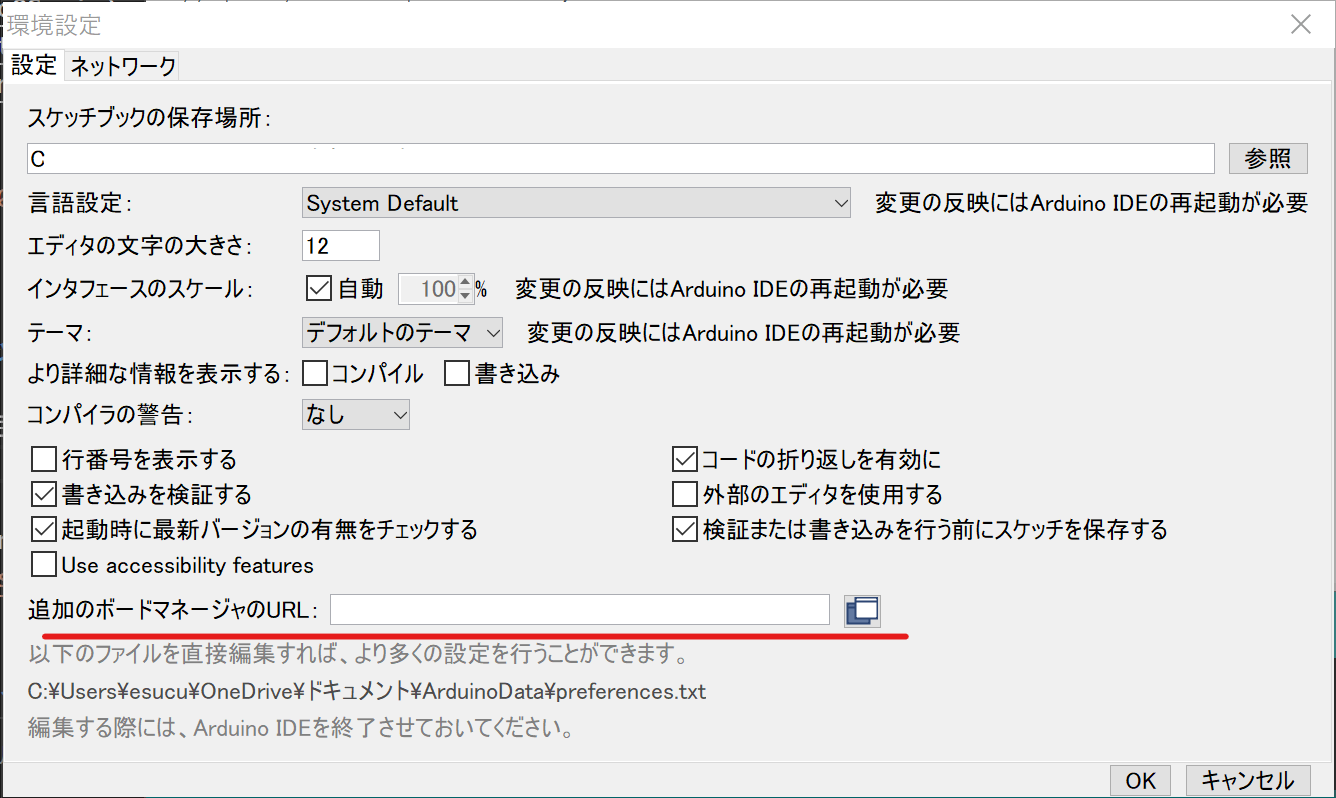 環境設定
設定 ネットワーク
スケッチブックの保存場所:
C
参照
言語設定: System Default 変更の反映にはArduino IDEの再起動が必要
エディタの文字の大きさ: 12
インタフェースのスケール: 自動 100 % 変更の反映にはArduino IDEの再起動が必要
テーマ: デフォルトのテーマ 変更の反映にはArduino IDEの再起動が必要
より詳細な情報を表示する: コンパイル 書き込み
コンパイラの警告: なし
行番号を表示する コードの折り返しを有効に
書き込みを検証する 外部のエディタを使用する
起動時に最新バージョンの有無をチェックする 検証または書き込みを行う前にスケッチを保存する
Use accessibility features
追加のボードマネージャのURL:
以下のファイルを直接編集すれば、より多くの設定を行うことができます。
C:¥Users¥esucu¥OneDrive¥ドキュメント¥ArduinoData¥preferences.txt
編集する際には、Arduino IDEを終了させておいてください。
OK キャンセル